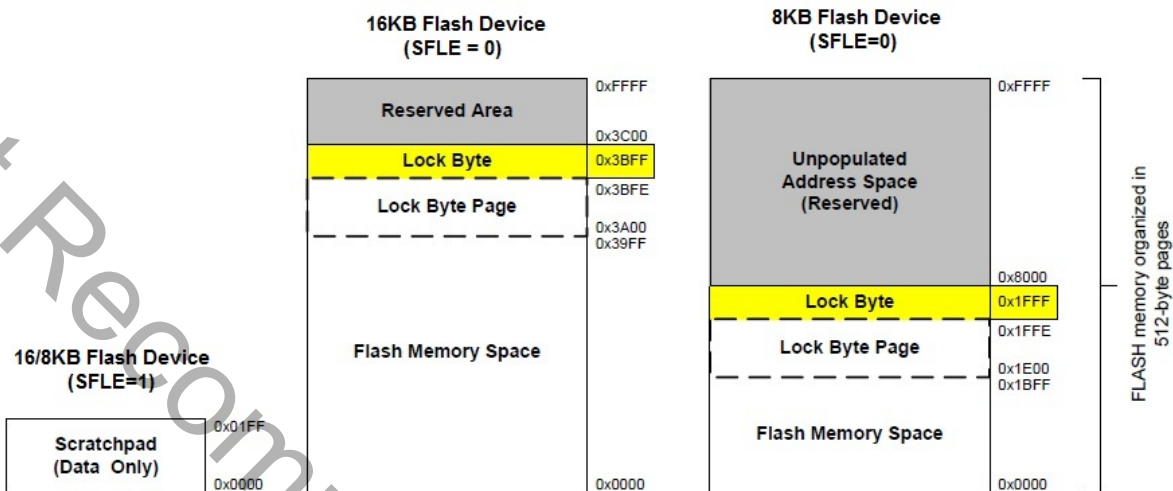 16KB Flash Device
(SFLE = 0)
0xFFFF
Reserved Area
0x3C00
Lock Byte
0x3BFF
0x3BFE
Lock Byte Page
0x3A00
0x39FF
Flash Memory Space
0x0000
8KB Flash Device
(SFLE=0)
0xFFFF
Unpopulated
Address Space
(Reserved)
0x8000
Lock Byte
0x1FFF
0x1FFE
Lock Byte Page
0x1E00
0x1BFF
Flash Memory Space
0x0000
FLASH memory organized in
512-byte pages
16/8KB Flash Device
(SFLE=1)
0x01FF
Scratchpad
(Data Only)
0x0000
Recom